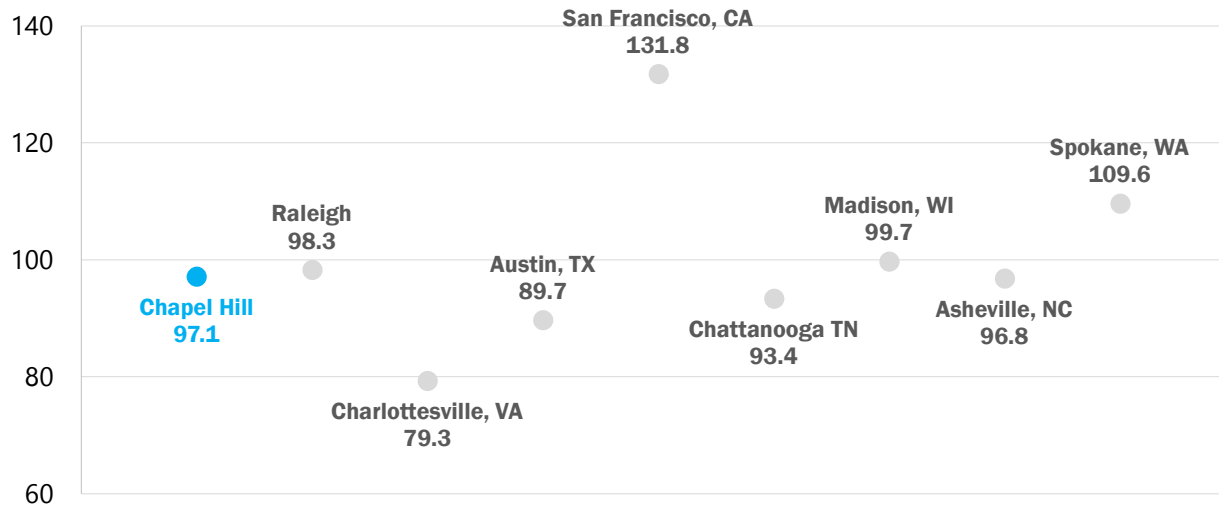 140
120
100
80
60
San Francisco, CA
131.8
Spokane, WA
109.6
Madison, WI
99.7
Raleigh
98.3
Austin, TX
89.7
Chapel Hill
97.1
Asheville, NC
96.8
Chattanooga TN
93.4
Charlottesville, VA
79.3